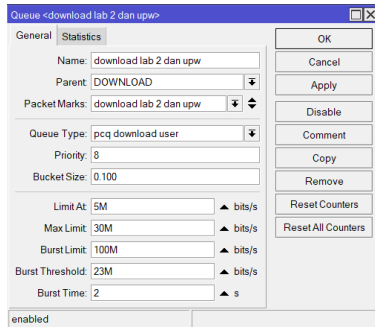 Queue <download lab 2 dan upw>
General Statistics
Name: download lab 2 dan upw
Parent: DOWNLOAD
Packet Marks: download lab 2 dan upw
Queue Type: pcq download user
Priority: 8
Bucket Size: 0.100
Limit At: 5M bits/s
Max Limit: 30M bits/s
Burst Limit: 100M bits/s
Burst Threshold: 23M bits/s
Burst Time: 2 s
enabled
OK
Cancel
Apply
Disable
Comment
Copy
Remove
Reset Counters
Reset All Counters